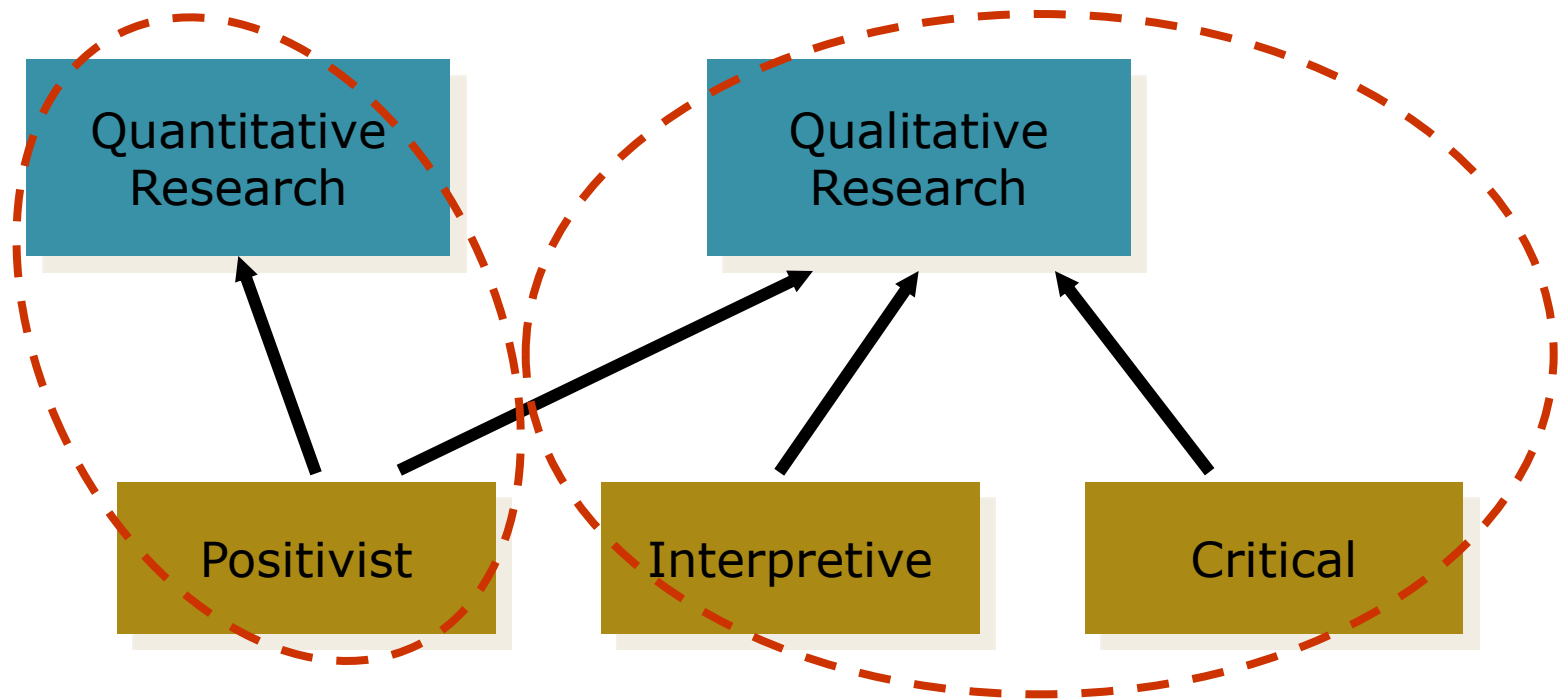 Quantitative
Research
Qualitative
Research
Positivist
Interpretive
Critical